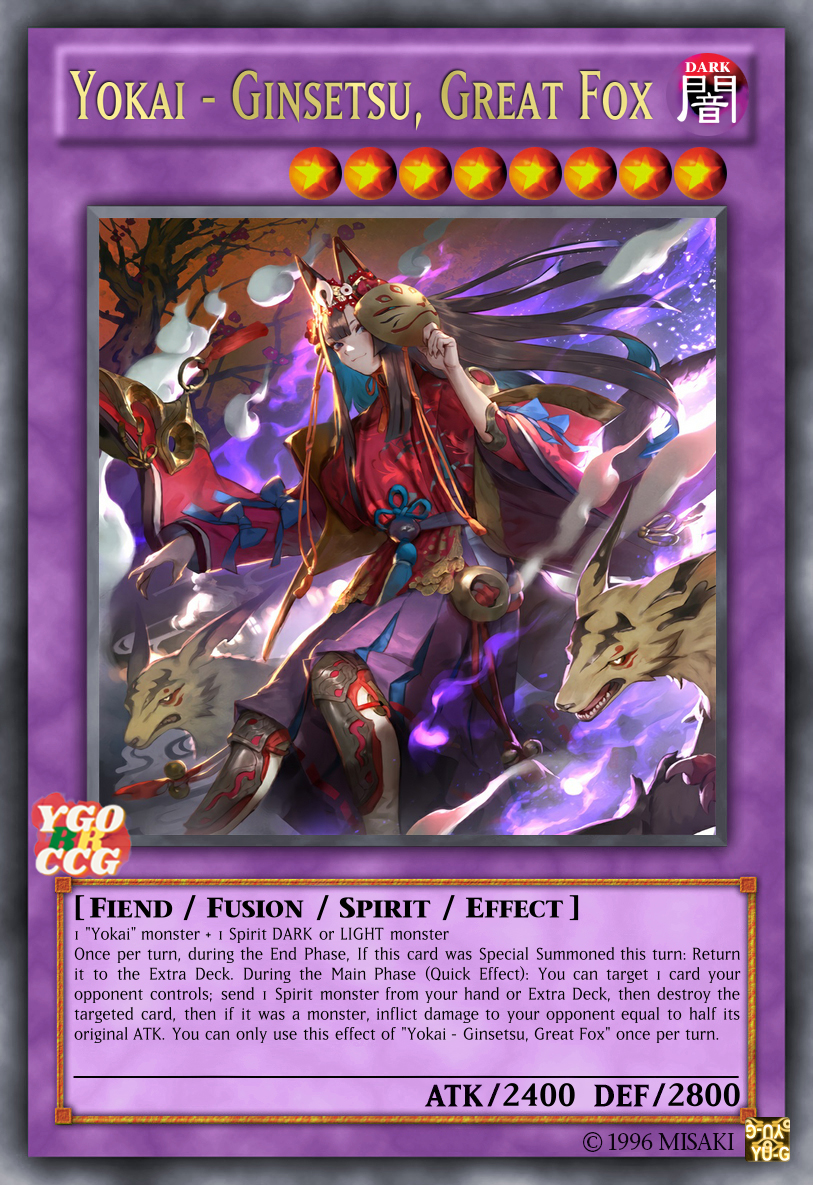 Yokai - Ginsetsu, Great Fox
DARK
闇
YGO
RR
CCG
[ Fiend / Fusion / Spirit / Effect ]
1 "Yokai" monster + 1 Spirit DARK or LIGHT monster
Once per turn, during the End Phase, If this card was Special Summoned this turn: Return
it to the Extra Deck. During the Main Phase (Quick Effect): You can target 1 card your
opponent controls; send 1 Spirit monster from your hand or Extra Deck, then destroy the
targeted card, then if it was a monster, inflict damage to your opponent equal to half its
original ATK. You can only use this effect of "Yokai - Ginsetsu, Great Fox" once per turn.
ATK/2400 DEF/2800
© 1996 MISAKI